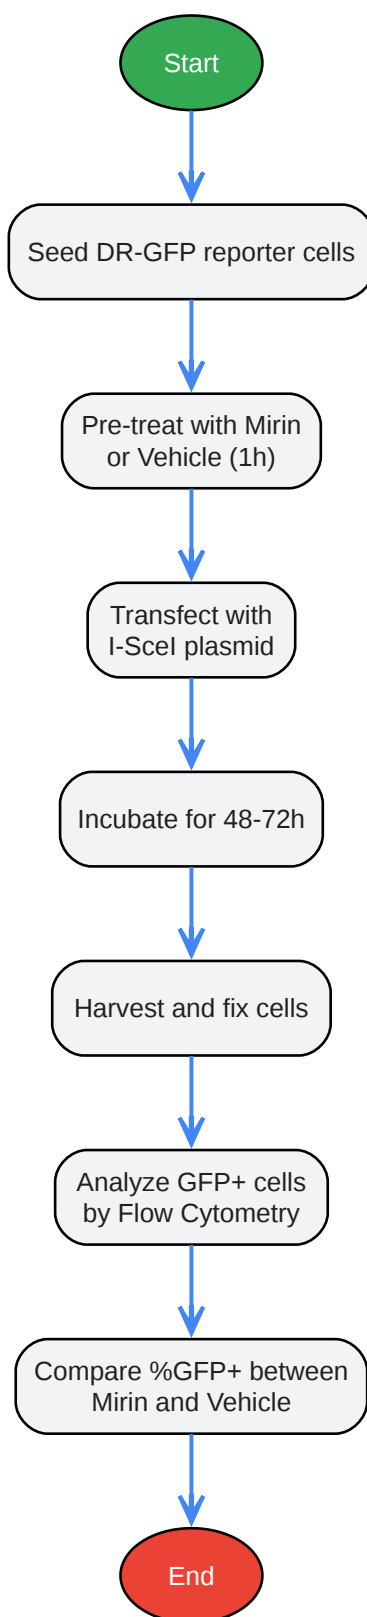 Start
Seed DR-GFP reporter cells
Pre-treat with Mirin
or Vehicle (1h)
Transfect with
I-SceI plasmid
Incubate for 48-72h
Harvest and fix cells
Analyze GFP+ cells
by Flow Cytometry
Compare %GFP+ between
Mirin and Vehicle
End